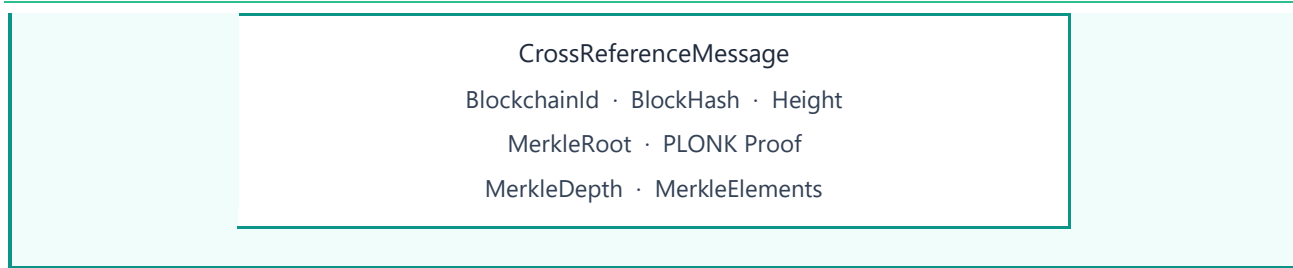 CrossReferenceMessage
BlockchainId · BlockHash · Height
MerkleRoot · PLONK Proof
MerkleDepth · MerkleElements